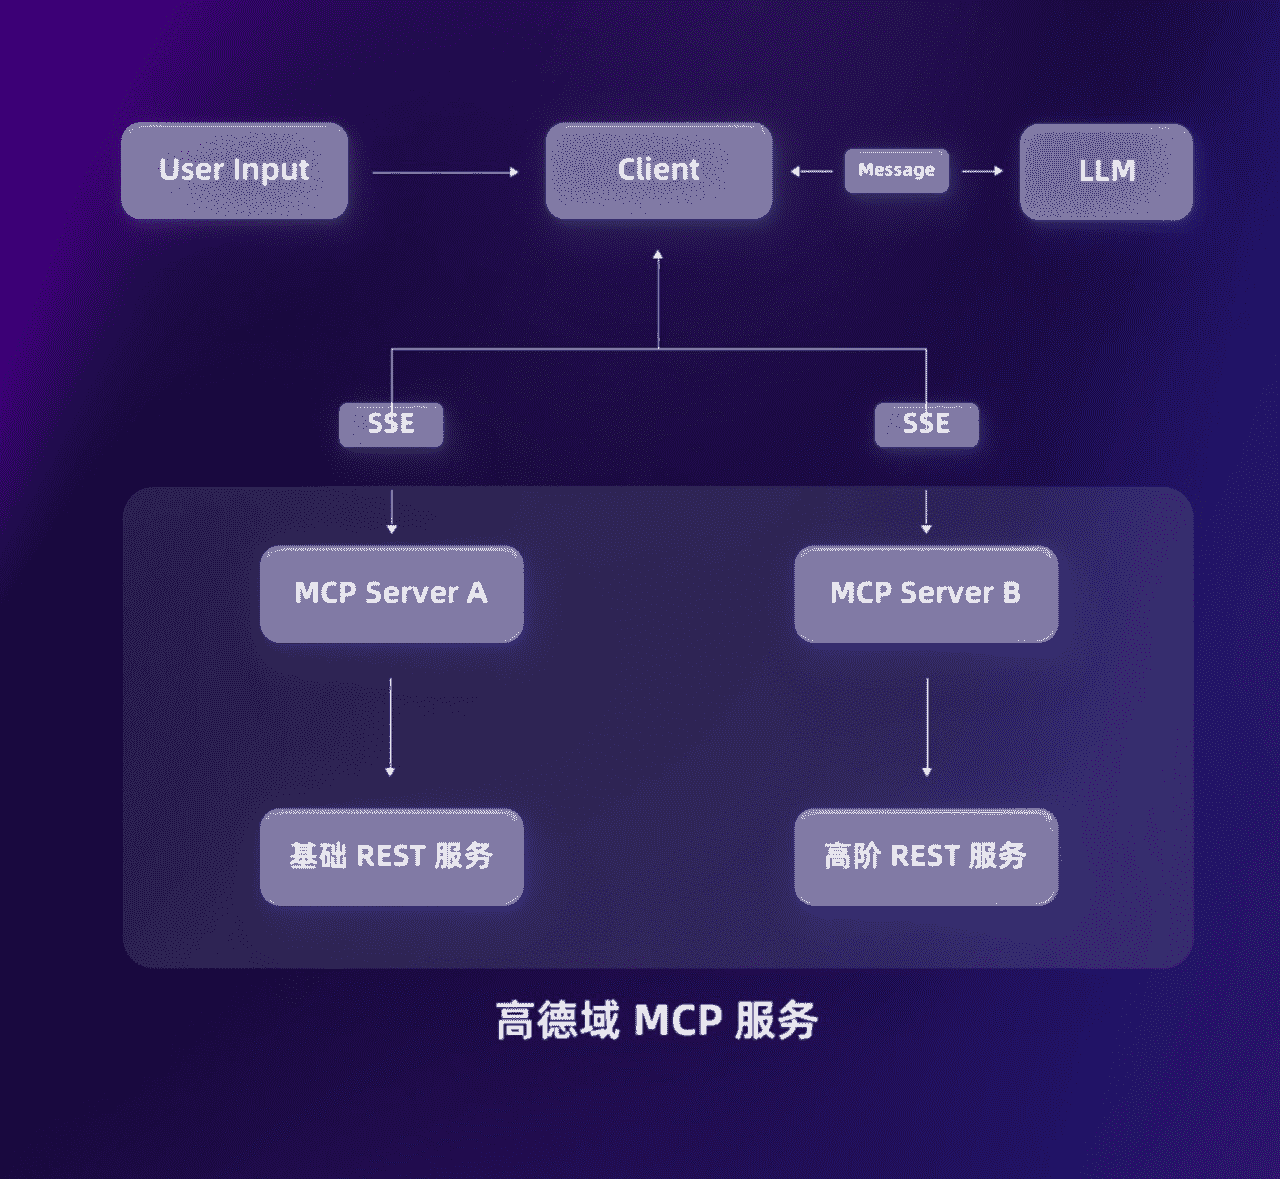 User Input
Client
Message
LLM
SSE
SSE
MCP Server A
MCP Server B
基础 REST 服务
高阶 REST 服务
高德域 MCP 服务